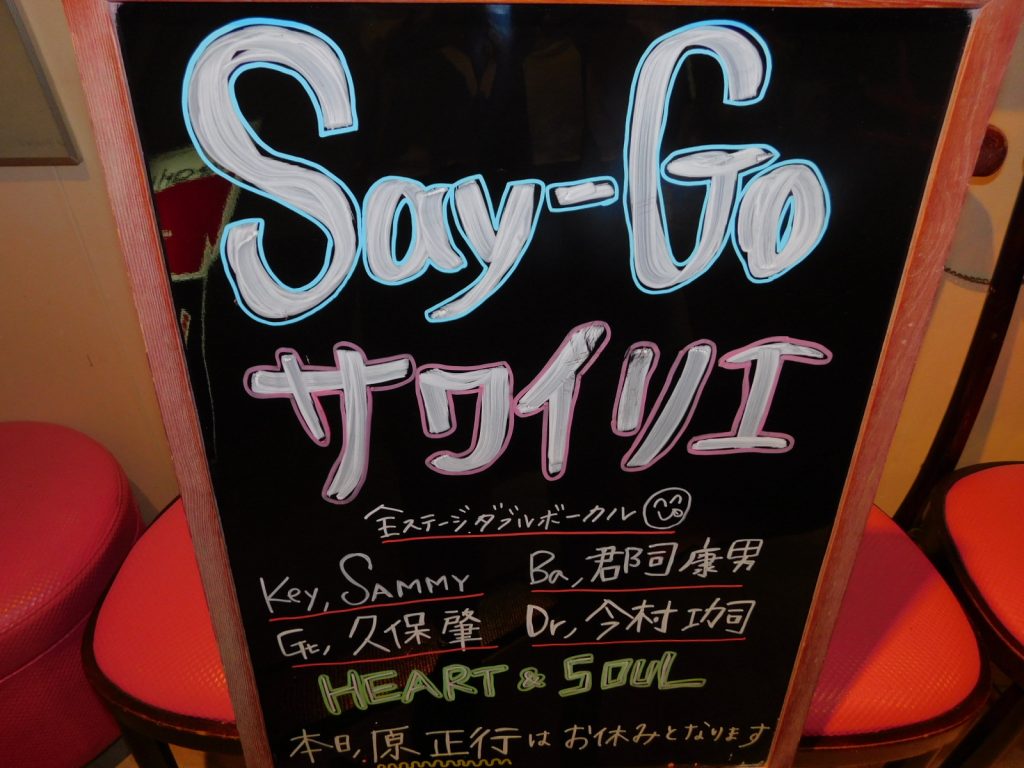 Say-Go
サワイリエ
全ステージダブルボーカル
Key, SAMMY Ba, 郡司康男
Gt, 久保肇 Dr, 今村功司
HEART & SOUL
本日, 原正行はお休みとなります